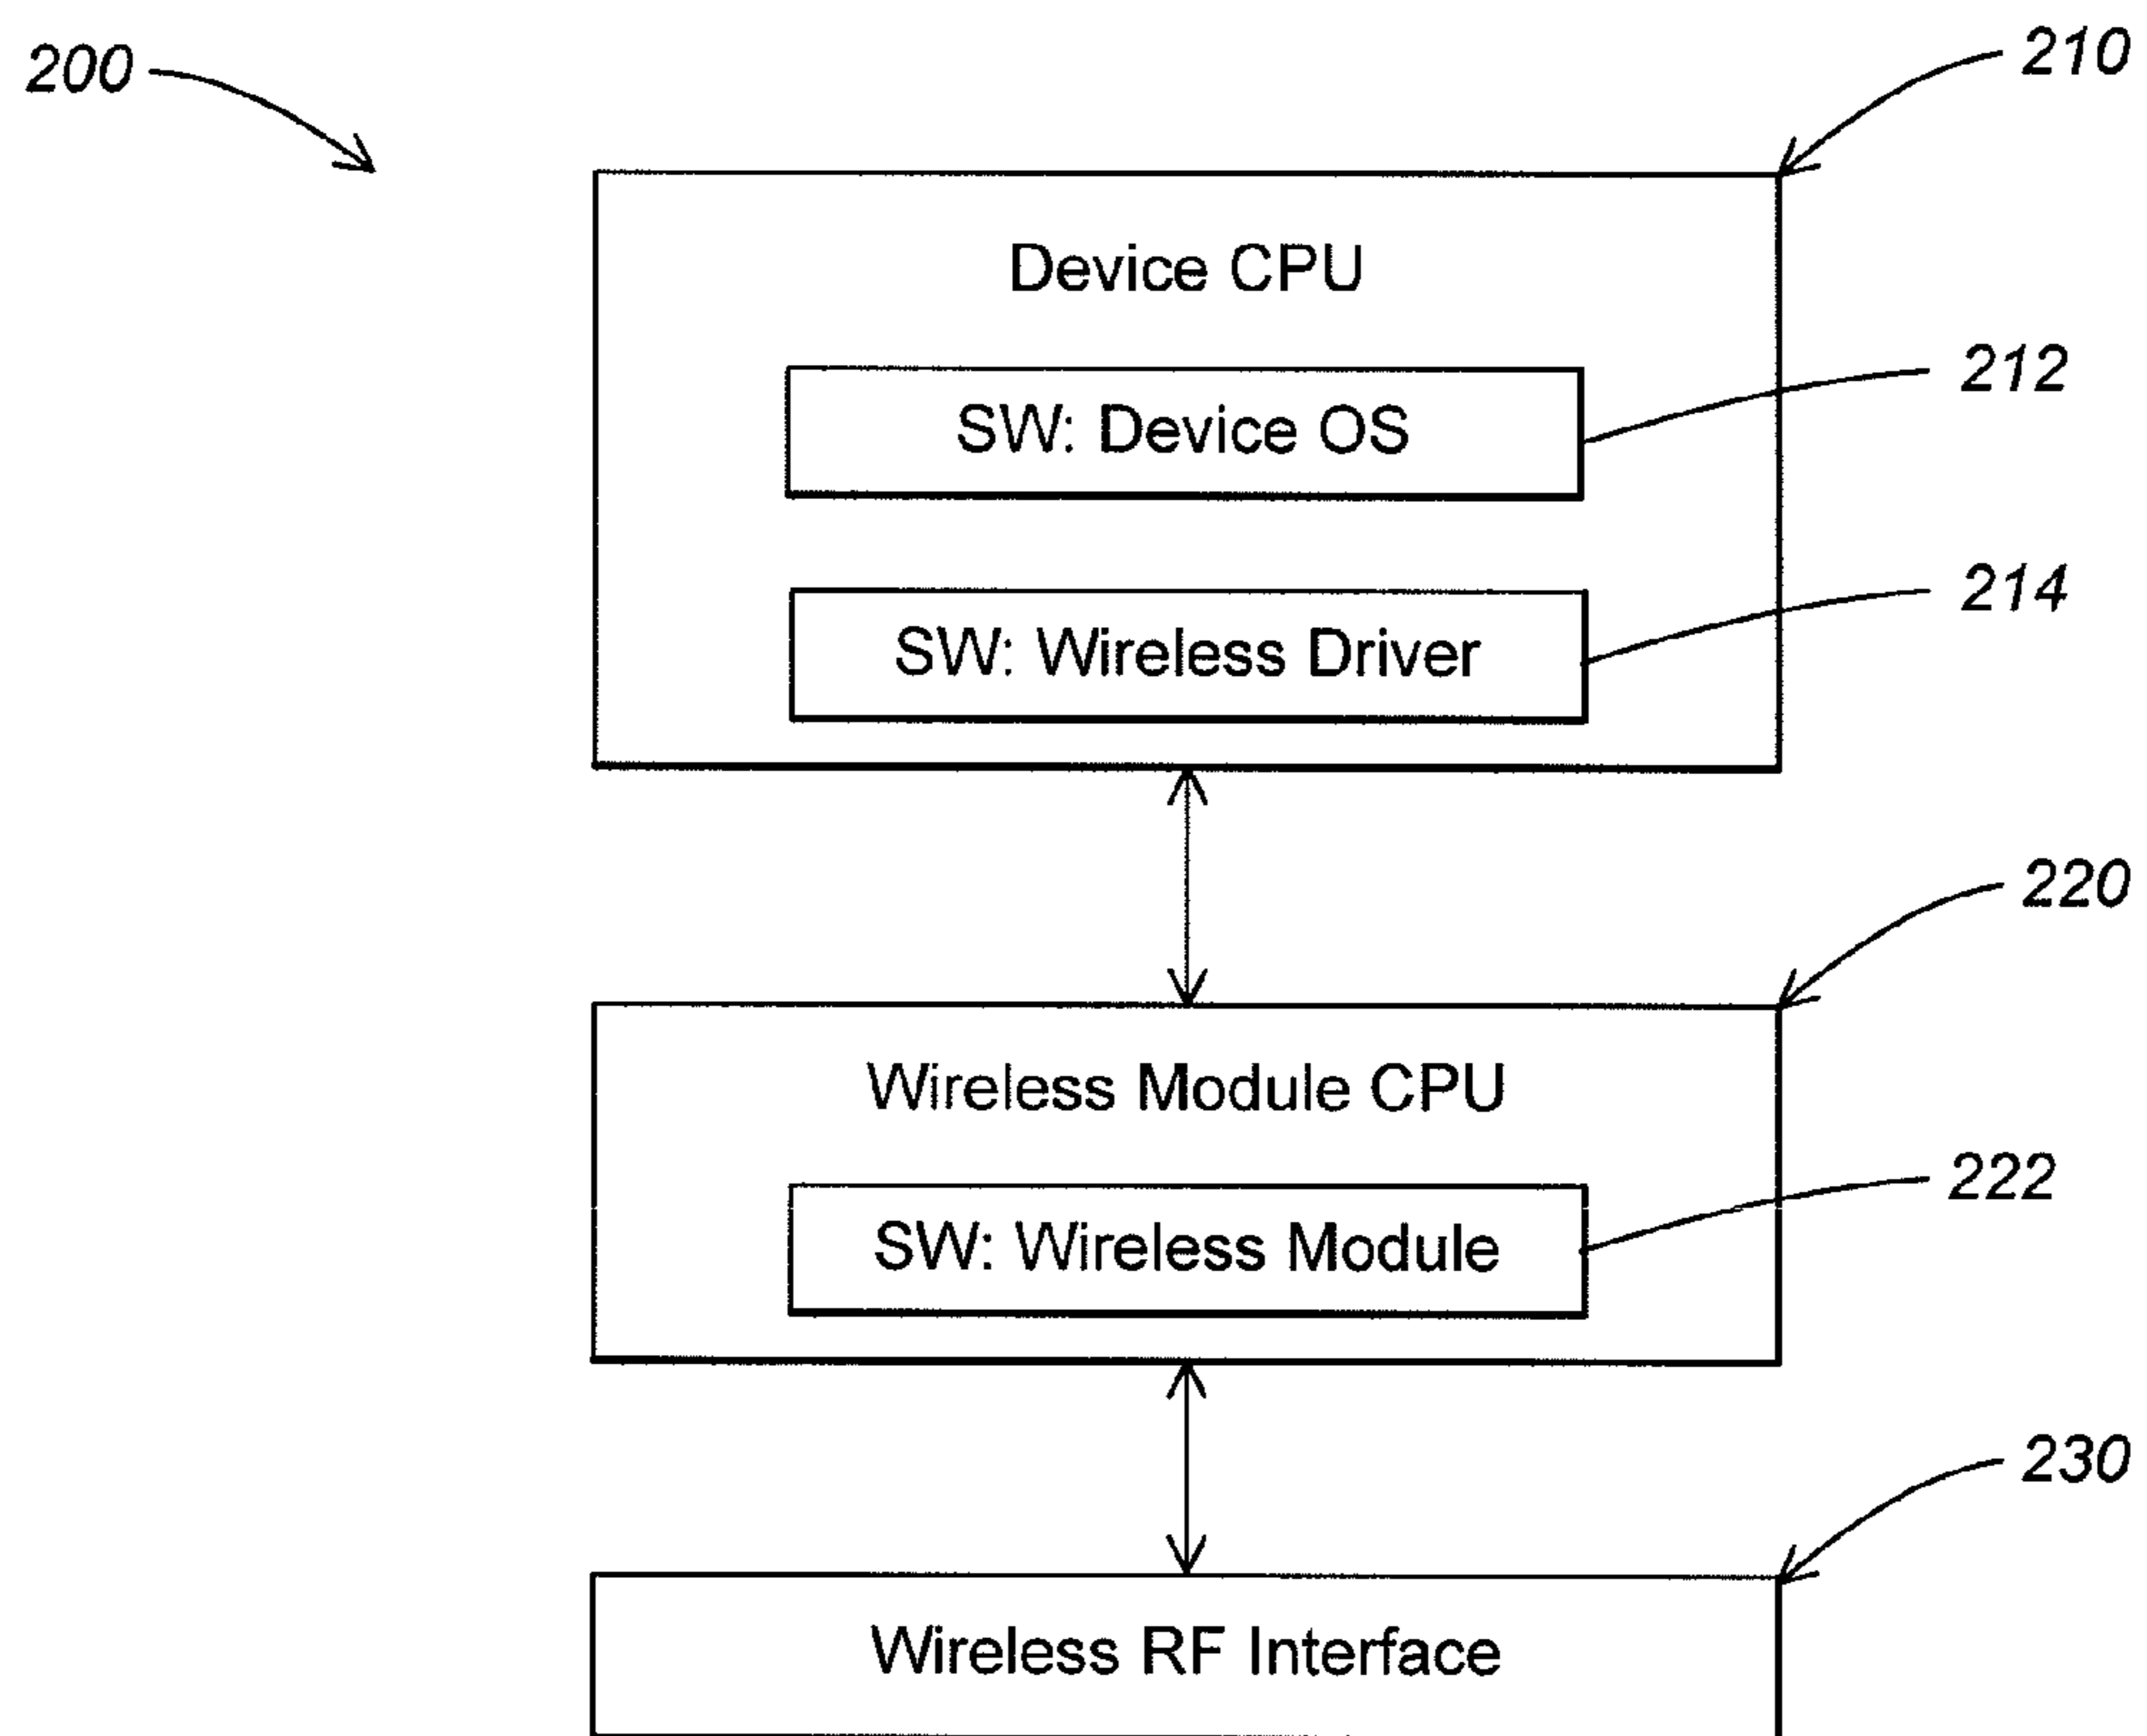 200
210
Device CPU
212
SW: Device OS
214
SW: Wireless Driver
220
Wireless Module CPU
222
SW: Wireless Module
230
Wireless RF Interface